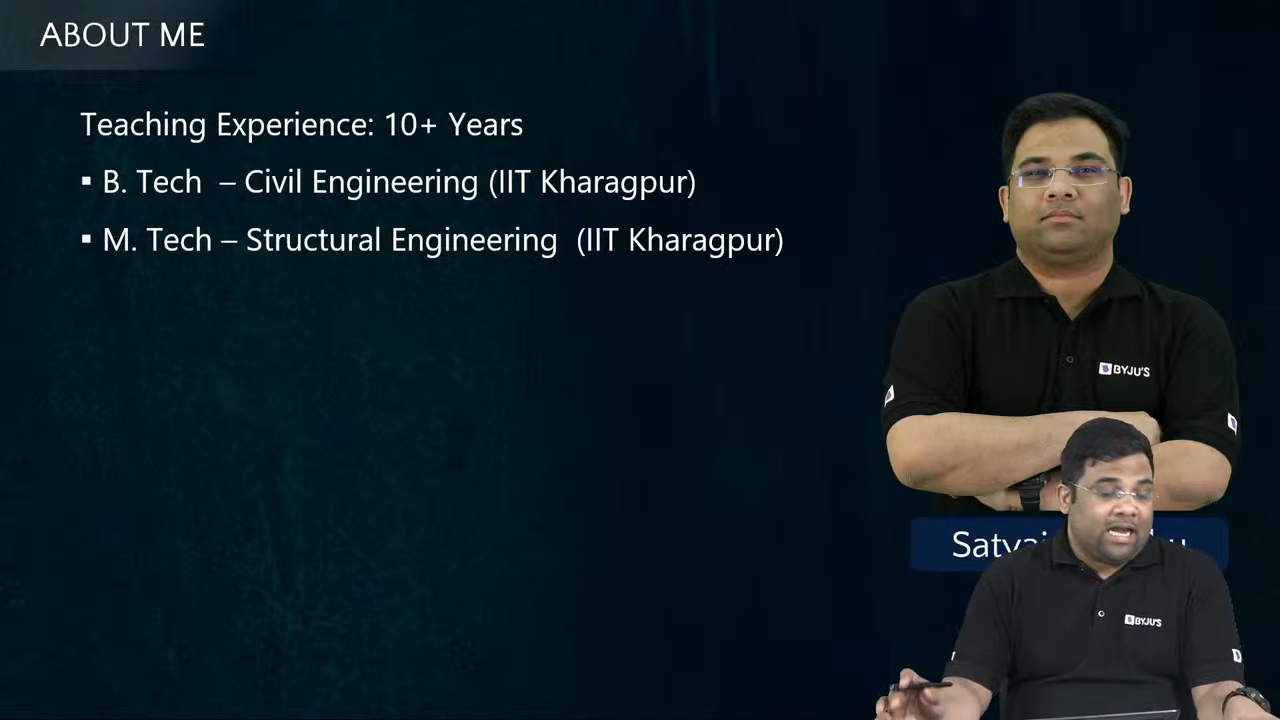 ABOUT ME
Teaching Experience: 10+ Years
▪ B. Tech – Civil Engineering (IIT Kharagpur)
▪ M. Tech – Structural Engineering (IIT Kharagpur)
BYJU'S
BYJU'S